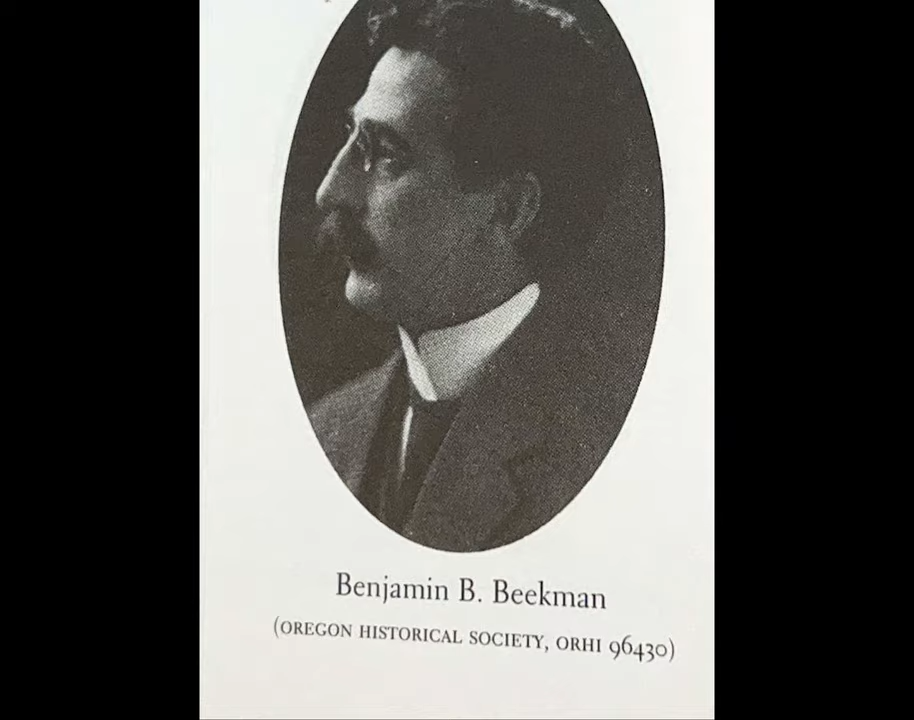 Benjamin B. Beekman
(OREGON HISTORICAL SOCIETY, ORHI 96430)